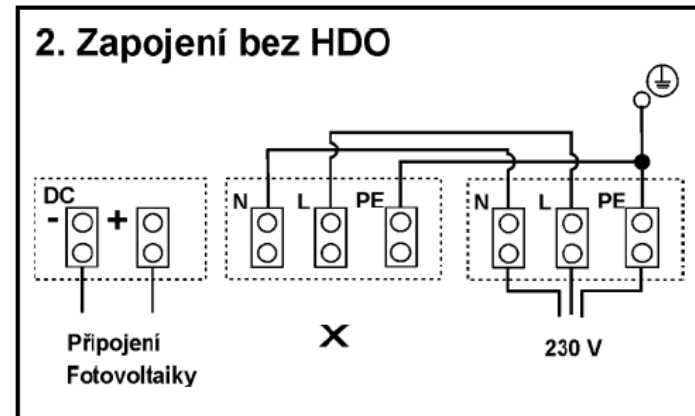 2. Zapojení bez HDO
DC
- +
N L PE
N L PE
Připojení
Fotovoltaiky
X
230 V